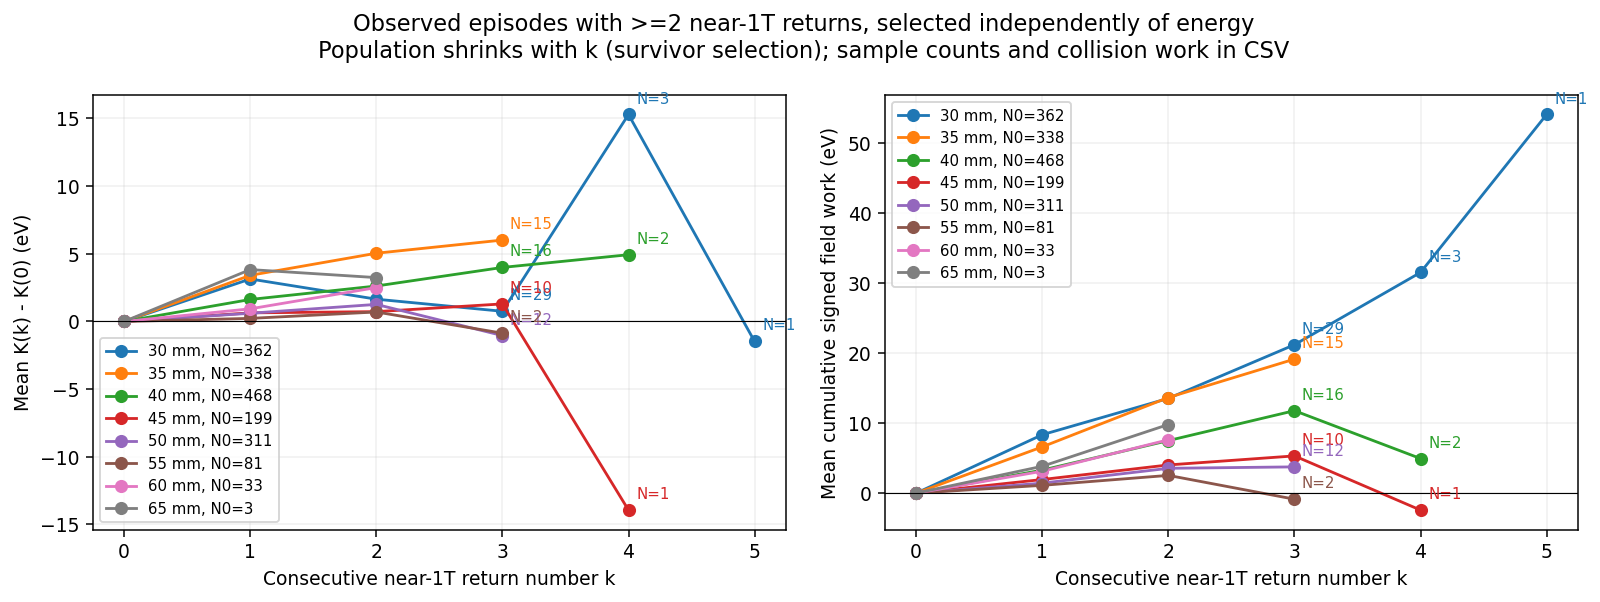 Observed episodes with >=2 near-1T returns, selected independently of energy
Population shrinks with k (survivor selection); sample counts and collision work in CSV
Mean K(k) - K(0) (eV)
15
10
5
0
−5
−10
−15
N=3
N=15
N=16
N=2
N=10
N=29
N=2
N=12
N=1
N=1
30 mm, N0=362
35 mm, N0=338
40 mm, N0=468
45 mm, N0=199
50 mm, N0=311
55 mm, N0=81
60 mm, N0=33
65 mm, N0=3
0 1 2 3 4 5
Consecutive near-1T return number k
Mean cumulative signed field work (eV)
50
40
30
20
10
0
30 mm, N0=362
35 mm, N0=338
40 mm, N0=468
45 mm, N0=199
50 mm, N0=311
55 mm, N0=81
60 mm, N0=33
65 mm, N0=3
N=1
N=3
N=29
N=15
N=16
N=10
N=12
N=2
N=2
N=1
0 1 2 3 4 5
Consecutive near-1T return number k